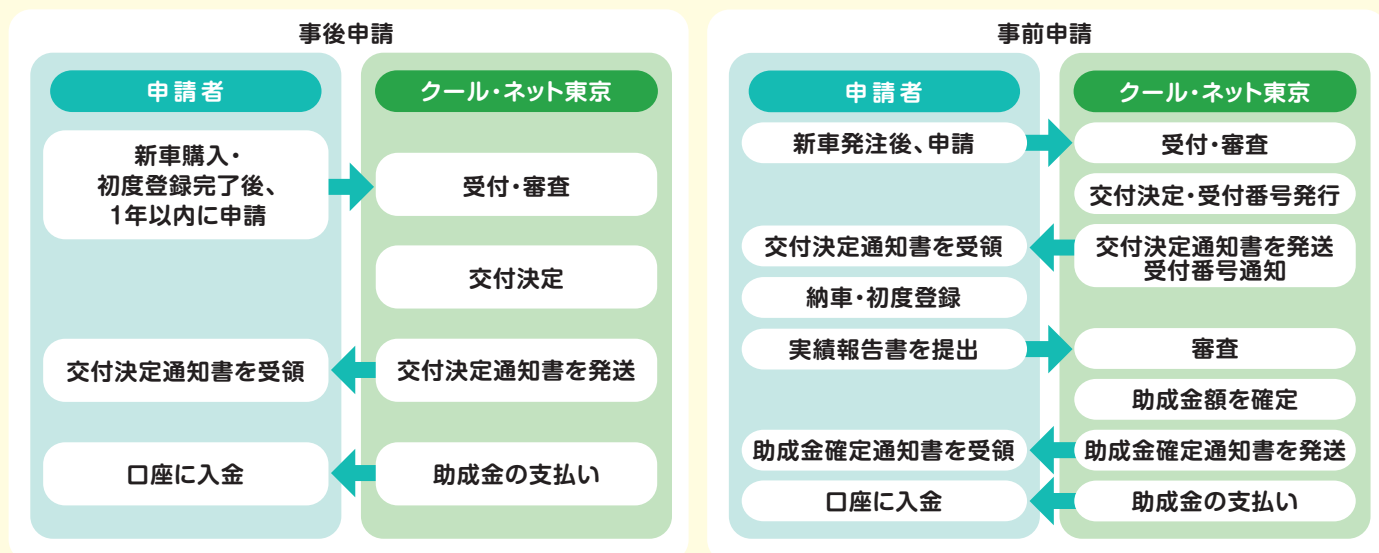 事後申請
申請者
クール・ネット東京
新車購入・
初度登録完了後、
1年以内に申請
受付・審査
交付決定
交付決定通知書を受領
交付決定通知書を発送
口座に入金
助成金の支払い
事前申請
申請者
クール・ネット東京
新車発注後、申請
受付・審査
交付決定・受付番号発行
交付決定通知書を受領
交付決定通知書を発送
受付番号通知
納車・初度登録
実績報告書を提出
審査
助成金額を確定
助成金確定通知書を受領
助成金確定通知書を発送
口座に入金
助成金の支払い